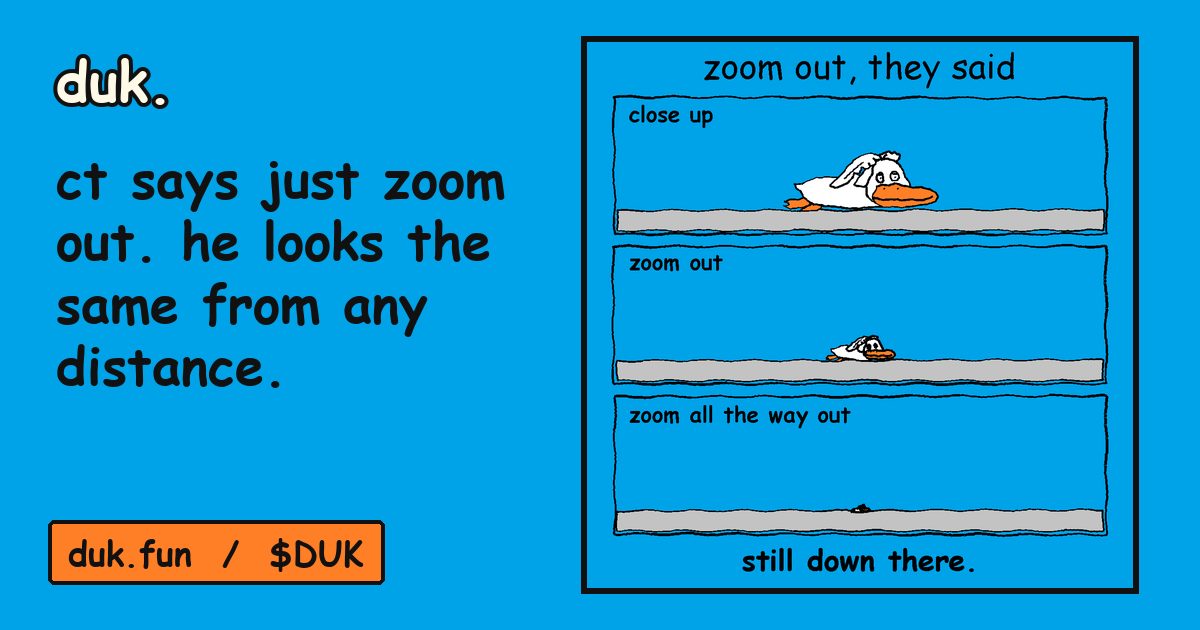 duk.
ct says just zoom
out. he looks the
same from any
distance.
duk.fun / $DUK
zoom out, they said
close up
zoom out
zoom all the way out
still down there.